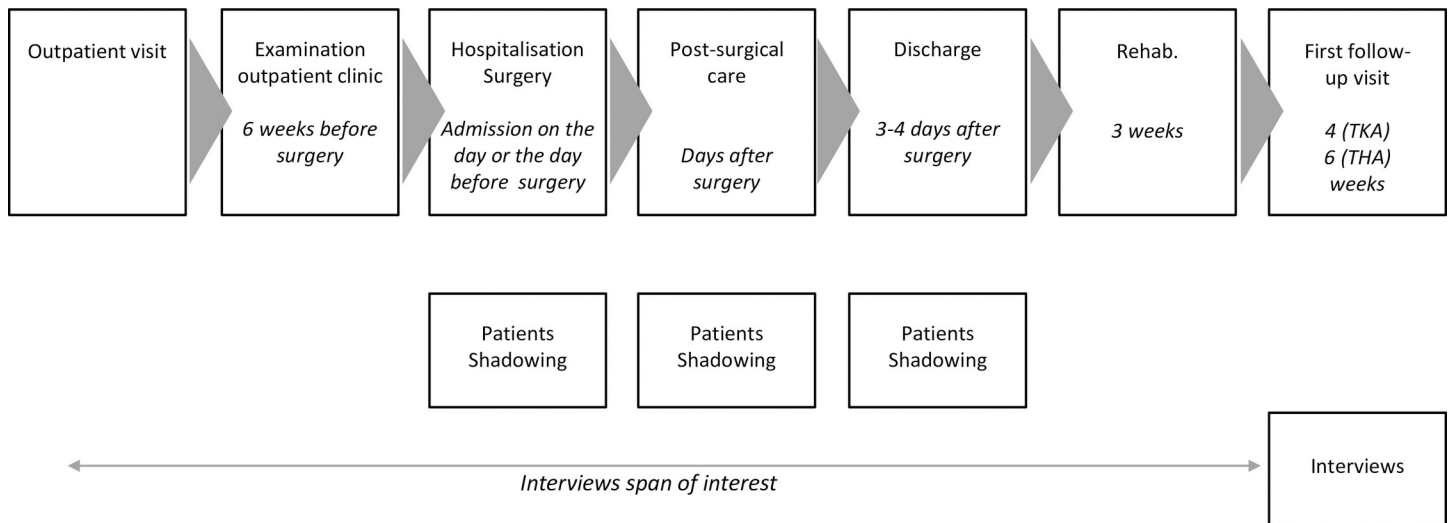 Outpatient visit
Examination
outpatient clinic
6 weeks before
surgery
Hospitalisation
Surgery
Admission on the
day or the day
before surgery
Post-surgical
care
Days after
surgery
Discharge
3-4 days after
surgery
Rehab.
3 weeks
First follow-
up visit
4 (TKA)
6 (THA)
weeks
Patients
Shadowing
Patients
Shadowing
Patients
Shadowing
Interviews span of interest
Interviews